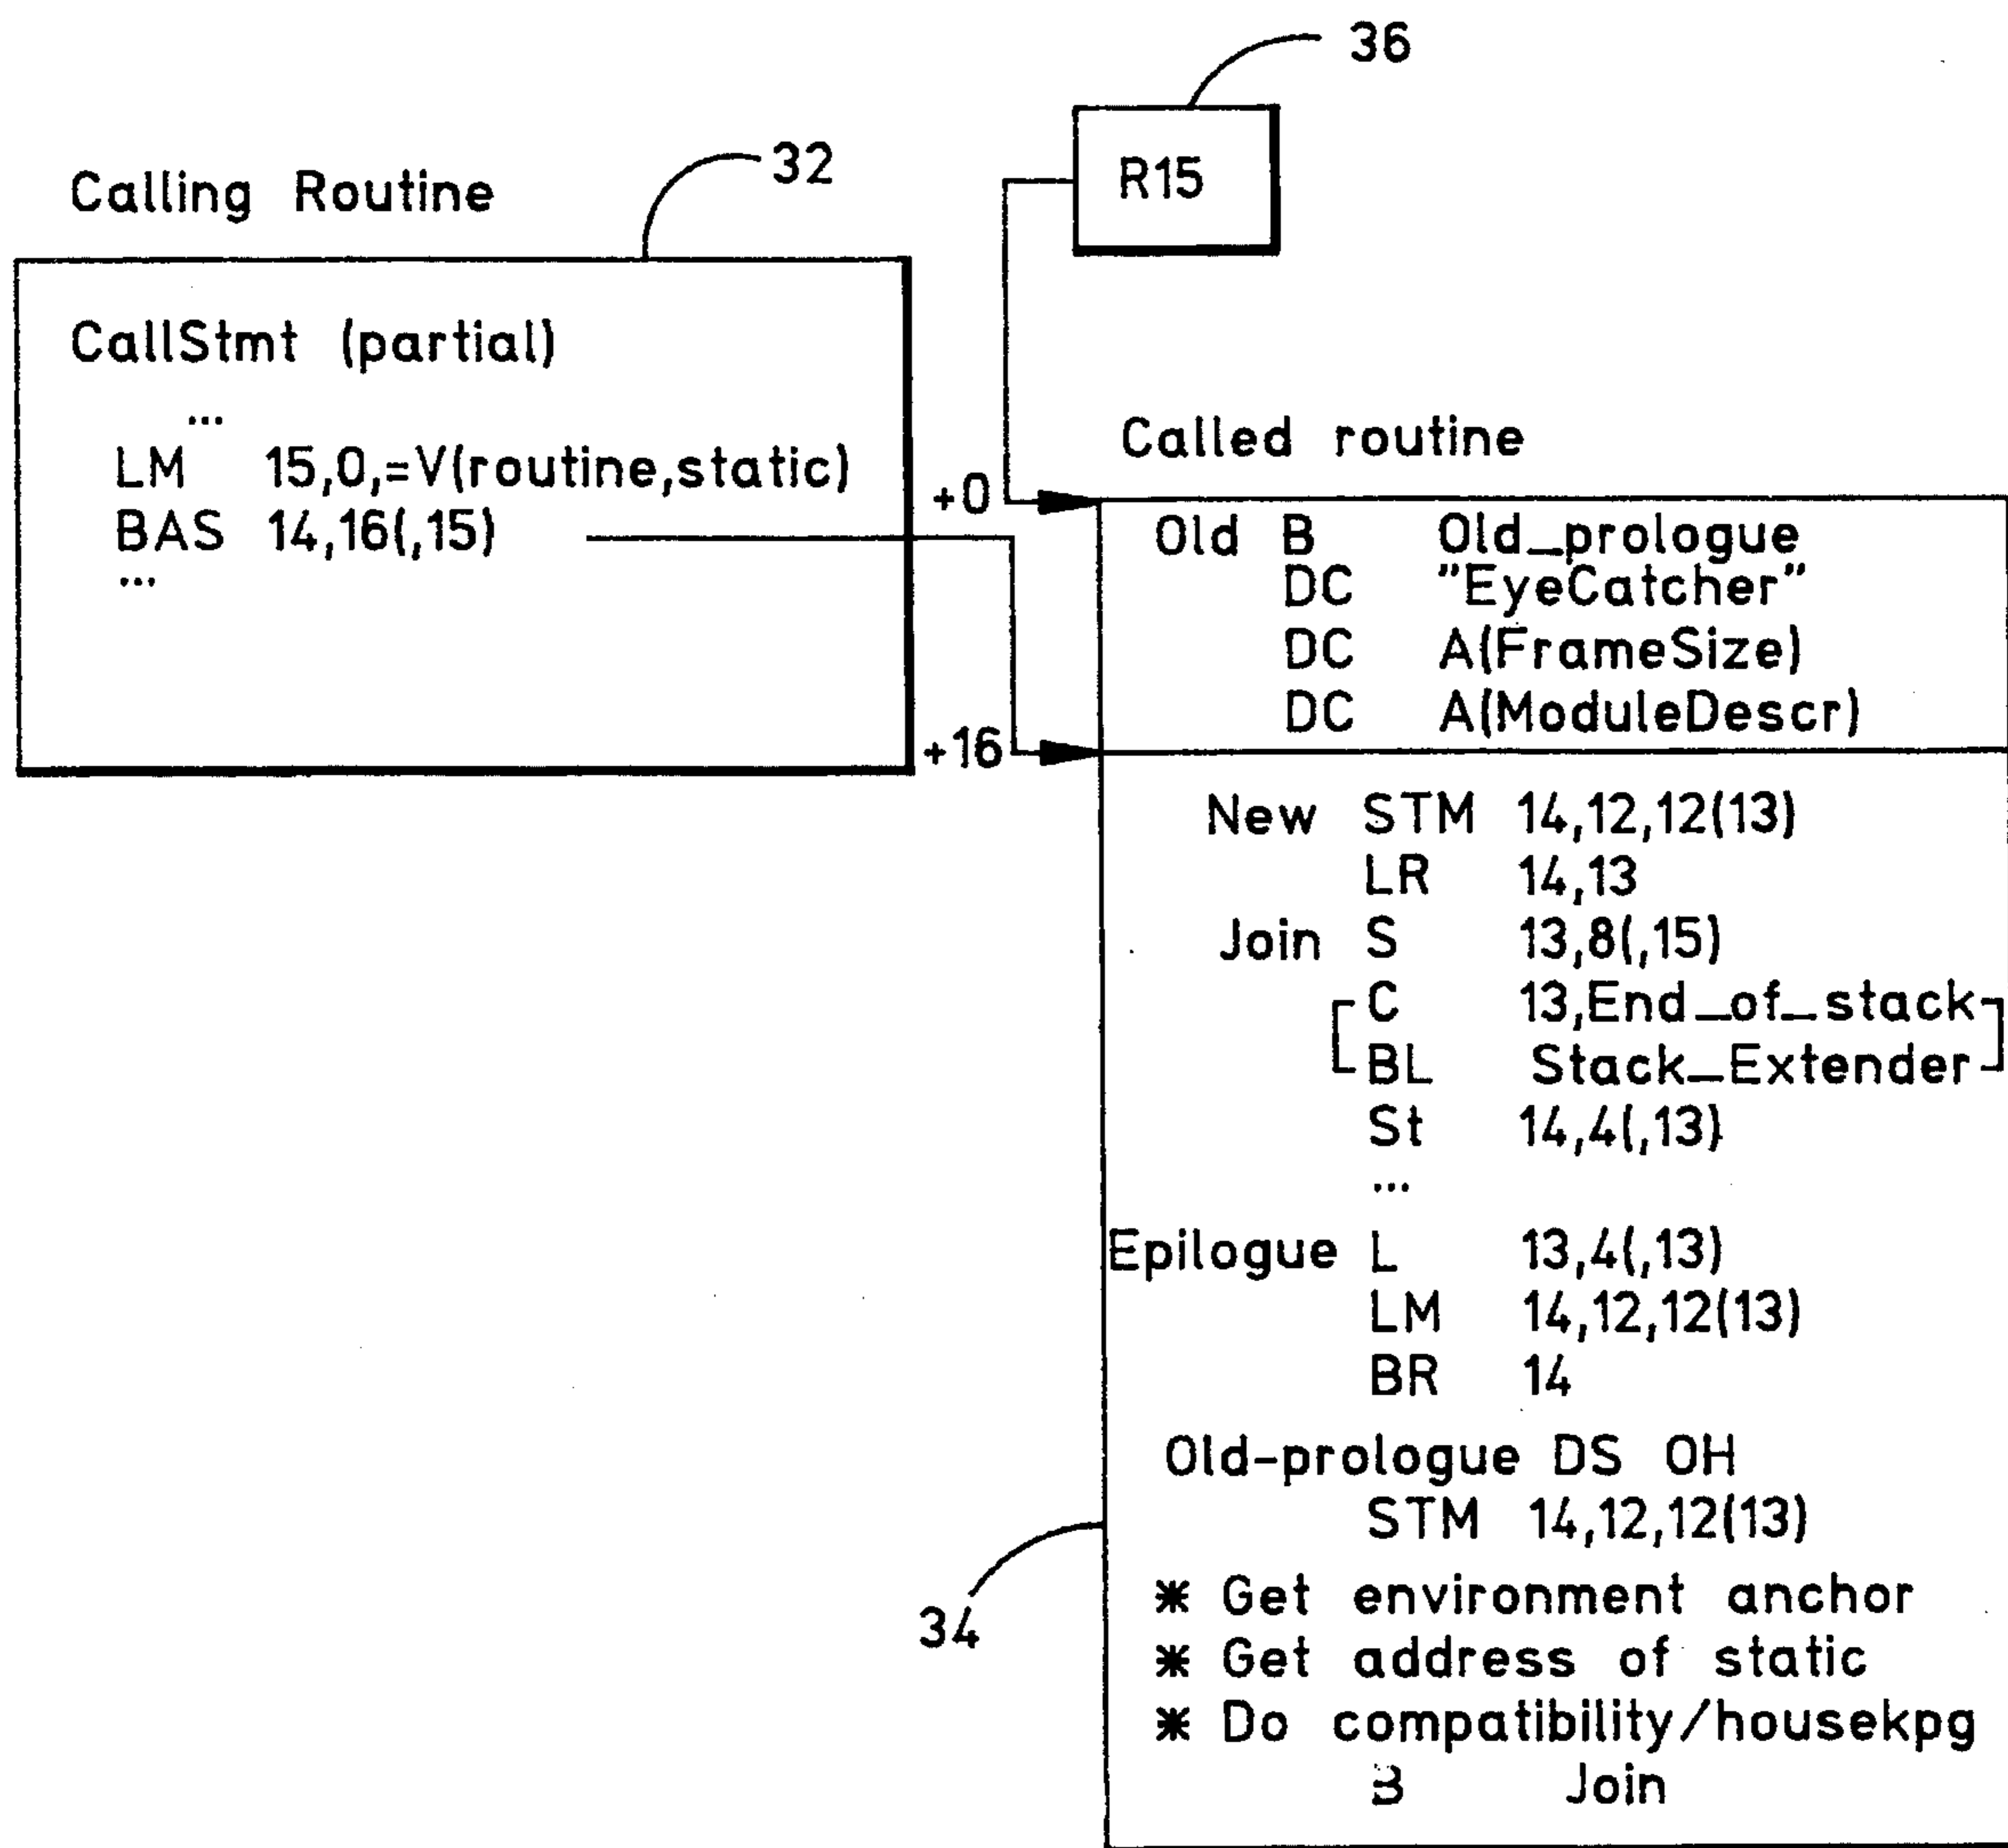 36
R15
32
Calling Routine
CallStmt (partial)
...
LM 15,0,=V(routine,static)
BAS 14,16(,15)
...
+0
+16
Called routine
Old B Old_prologue
DC "EyeCatcher"
DC A(FrameSize)
DC A(ModuleDescr)
New STM 14,12,12(13)
LR 14,13
Join S 13,8(,15)
C 13,End_of_stack
BL Stack_Extender
St 14,4(,13)
...
Epilogue L 13,4(,13)
LM 14,12,12(13)
BR 14
Old-prologue DS OH
STM 14,12,12(13)
* Get environment anchor
* Get address of static
* Do compatibility/housekpg
B Join
34